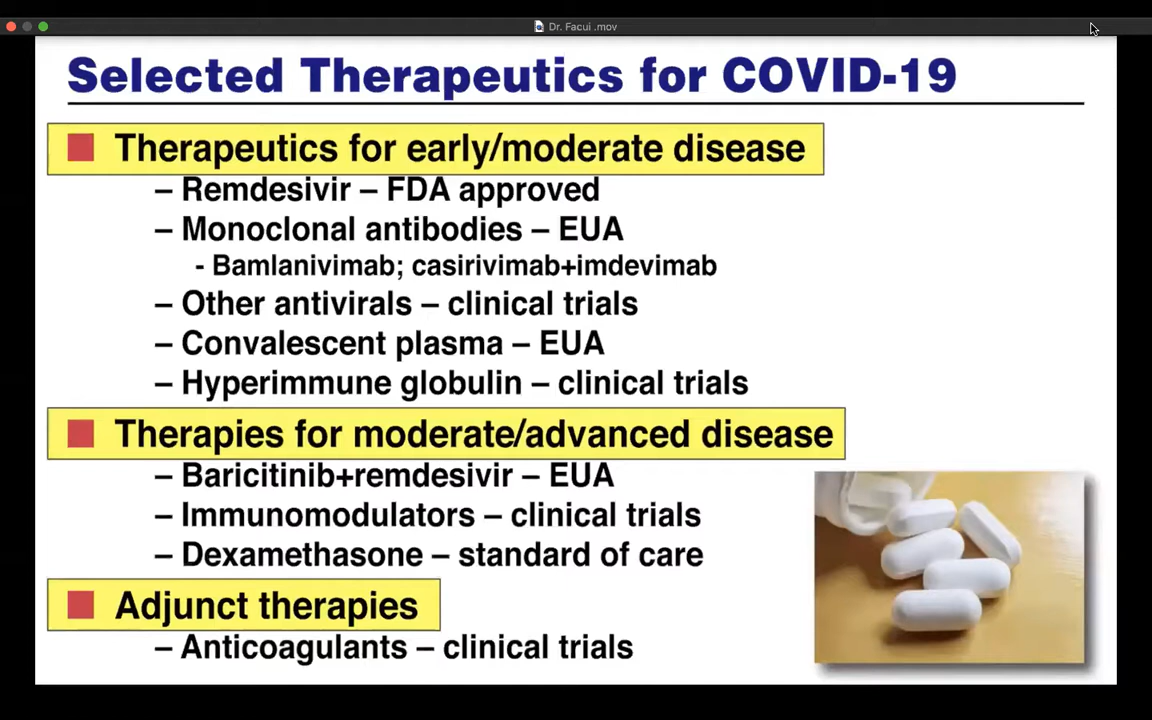 Dr. Facui .mov
Selected Therapeutics for COVID-19
Therapeutics for early/moderate disease
– Remdesivir – FDA approved
– Monoclonal antibodies – EUA
- Bamlanivimab; casirivimab+imdevimab
– Other antivirals – clinical trials
– Convalescent plasma – EUA
– Hyperimmune globulin – clinical trials
Therapies for moderate/advanced disease
– Baricitinib+remdesivir – EUA
– Immunomodulators – clinical trials
– Dexamethasone – standard of care
Adjunct therapies
– Anticoagulants – clinical trials